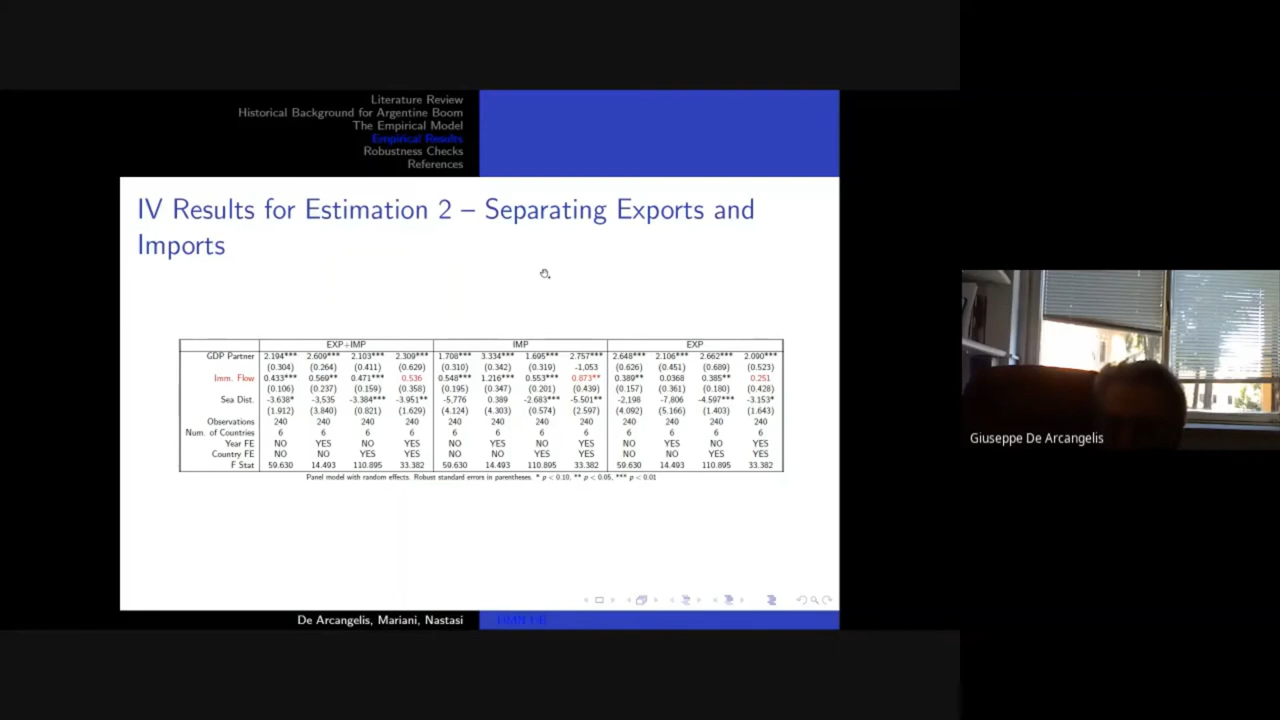 Literature Review
Historical Background for Argentine Boom
The Empirical Model
Empirical Results
Robustness Checks
References
IV Results for Estimation 2 – Separating Exports and
Imports
EXP+IMP IMP EXP
GDP Partner 2.194*** 2.609*** 2.103*** 2.309*** 1.708*** 3.334*** 1.695*** 2.757*** 2.648*** 2.106*** 2.662*** 2.090***
(0.304) (0.264) (0.411) (0.629) (0.310) (0.342) (0.319) -1,053 (0.626) (0.451) (0.689) (0.523)
Imm. Flow 0.433*** 0.569** 0.471*** 0.536 0.548*** 1.216*** 0.553*** 0.873** 0.389** 0.0368 0.385** 0.251
(0.106) (0.237) (0.159) (0.358) (0.195) (0.347) (0.201) (0.439) (0.157) (0.361) (0.180) (0.428)
Sea Dist. -3.638* -3,535 -3.384*** -3.951** -5,776 0.389 -2.683*** -5.501** -2,198 -7,806 -4.597*** -3.153*
(1.912) (3.840) (0.821) (1.629) (4.124) (4.303) (0.574) (2.597) (4.092) (5.166) (1.403) (1.643)
Observations 240 240 240 240 240 240 240 240 240 240 240 240
Num. of Countries 6 6 6 6 6 6 6 6 6 6 6 6
Year FE NO YES NO YES NO YES NO YES NO YES NO YES
Country FE NO NO YES YES NO NO YES YES NO NO YES YES
F Stat 59.630 14.493 110.895 33.382 59.630 14.493 110.895 33.382 59.630 14.493 110.895 33.382
Panel model with random effects. Robust standard errors in parentheses. * p < 0.10, ** p < 0.05, *** p < 0.01
De Arcangelis, Mariani, Nastasi
Giuseppe De Arcangelis